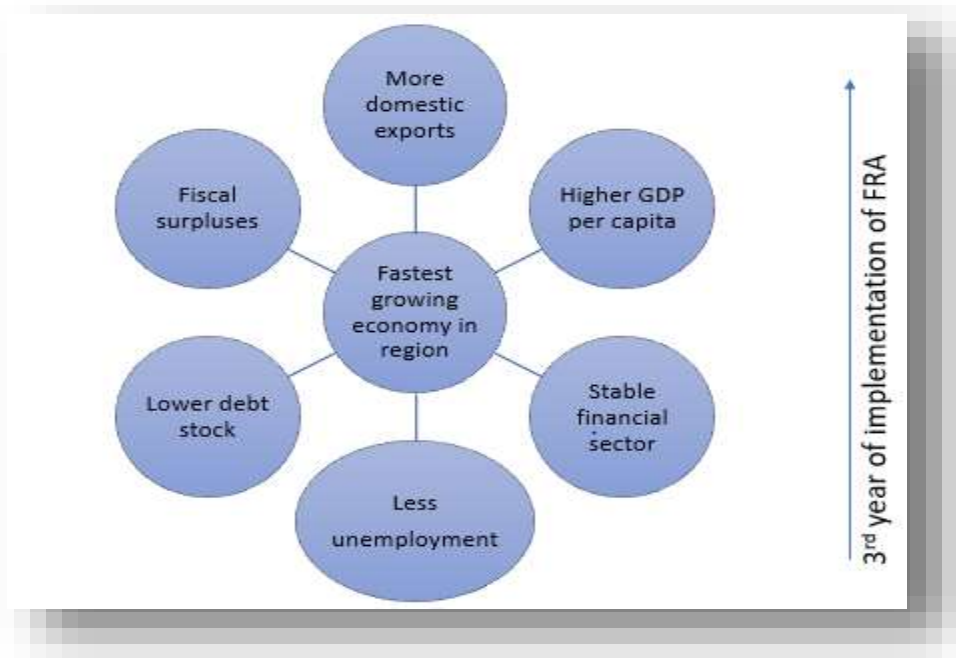 More
domestic
exports
Fiscal
surpluses
Higher GDP
per capita
Fastest
growing
economy in
region
Lower debt
stock
Stable
financial
sector
Less
unemployment
3rd year of implementation of FRA